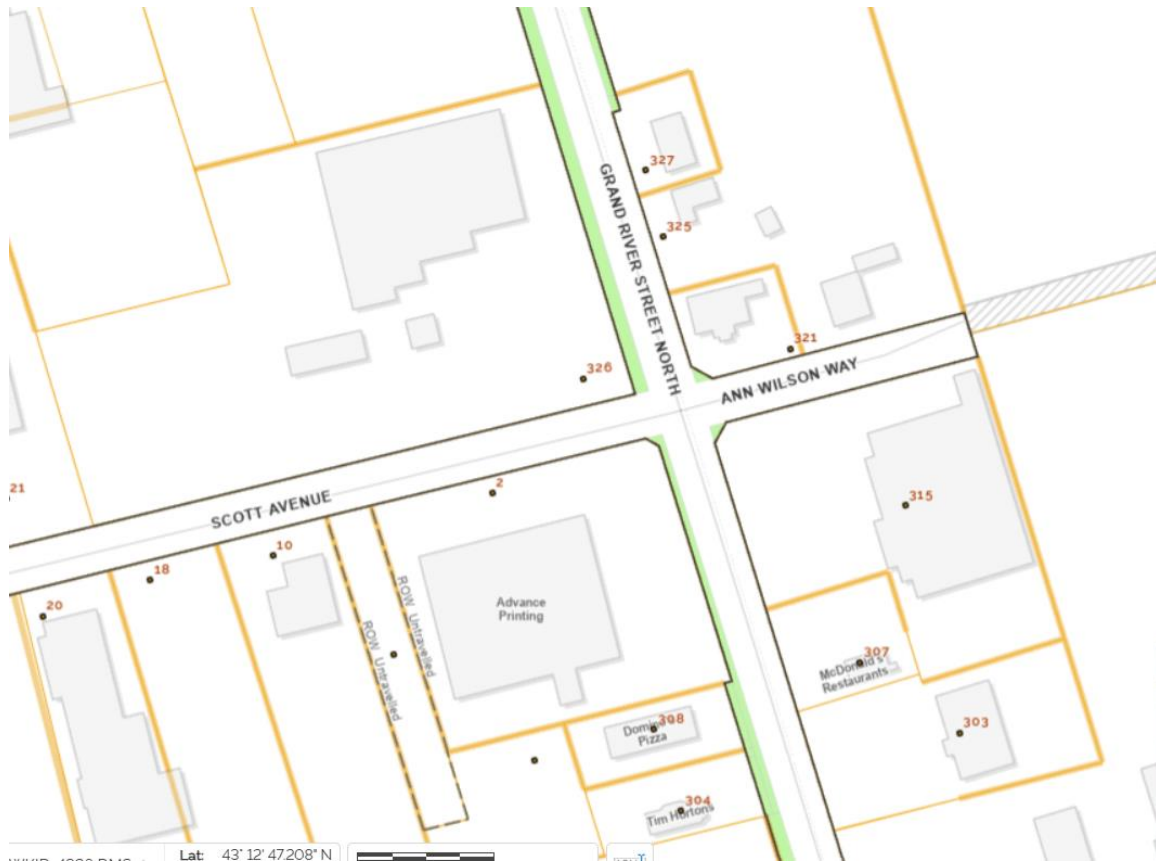 327
GRAND RIVER STREET NORTH
325
321
326
ANN WILSON WAY
21
2
SCOTT AVENUE
315
10
18
20
Advance
Printing
ROW Untravelled
ROW Untravelled
307
McDonald's
Restaurants
308
Pizza
303
304
Tim Hortons
Lat: 43° 12' 47.208" N